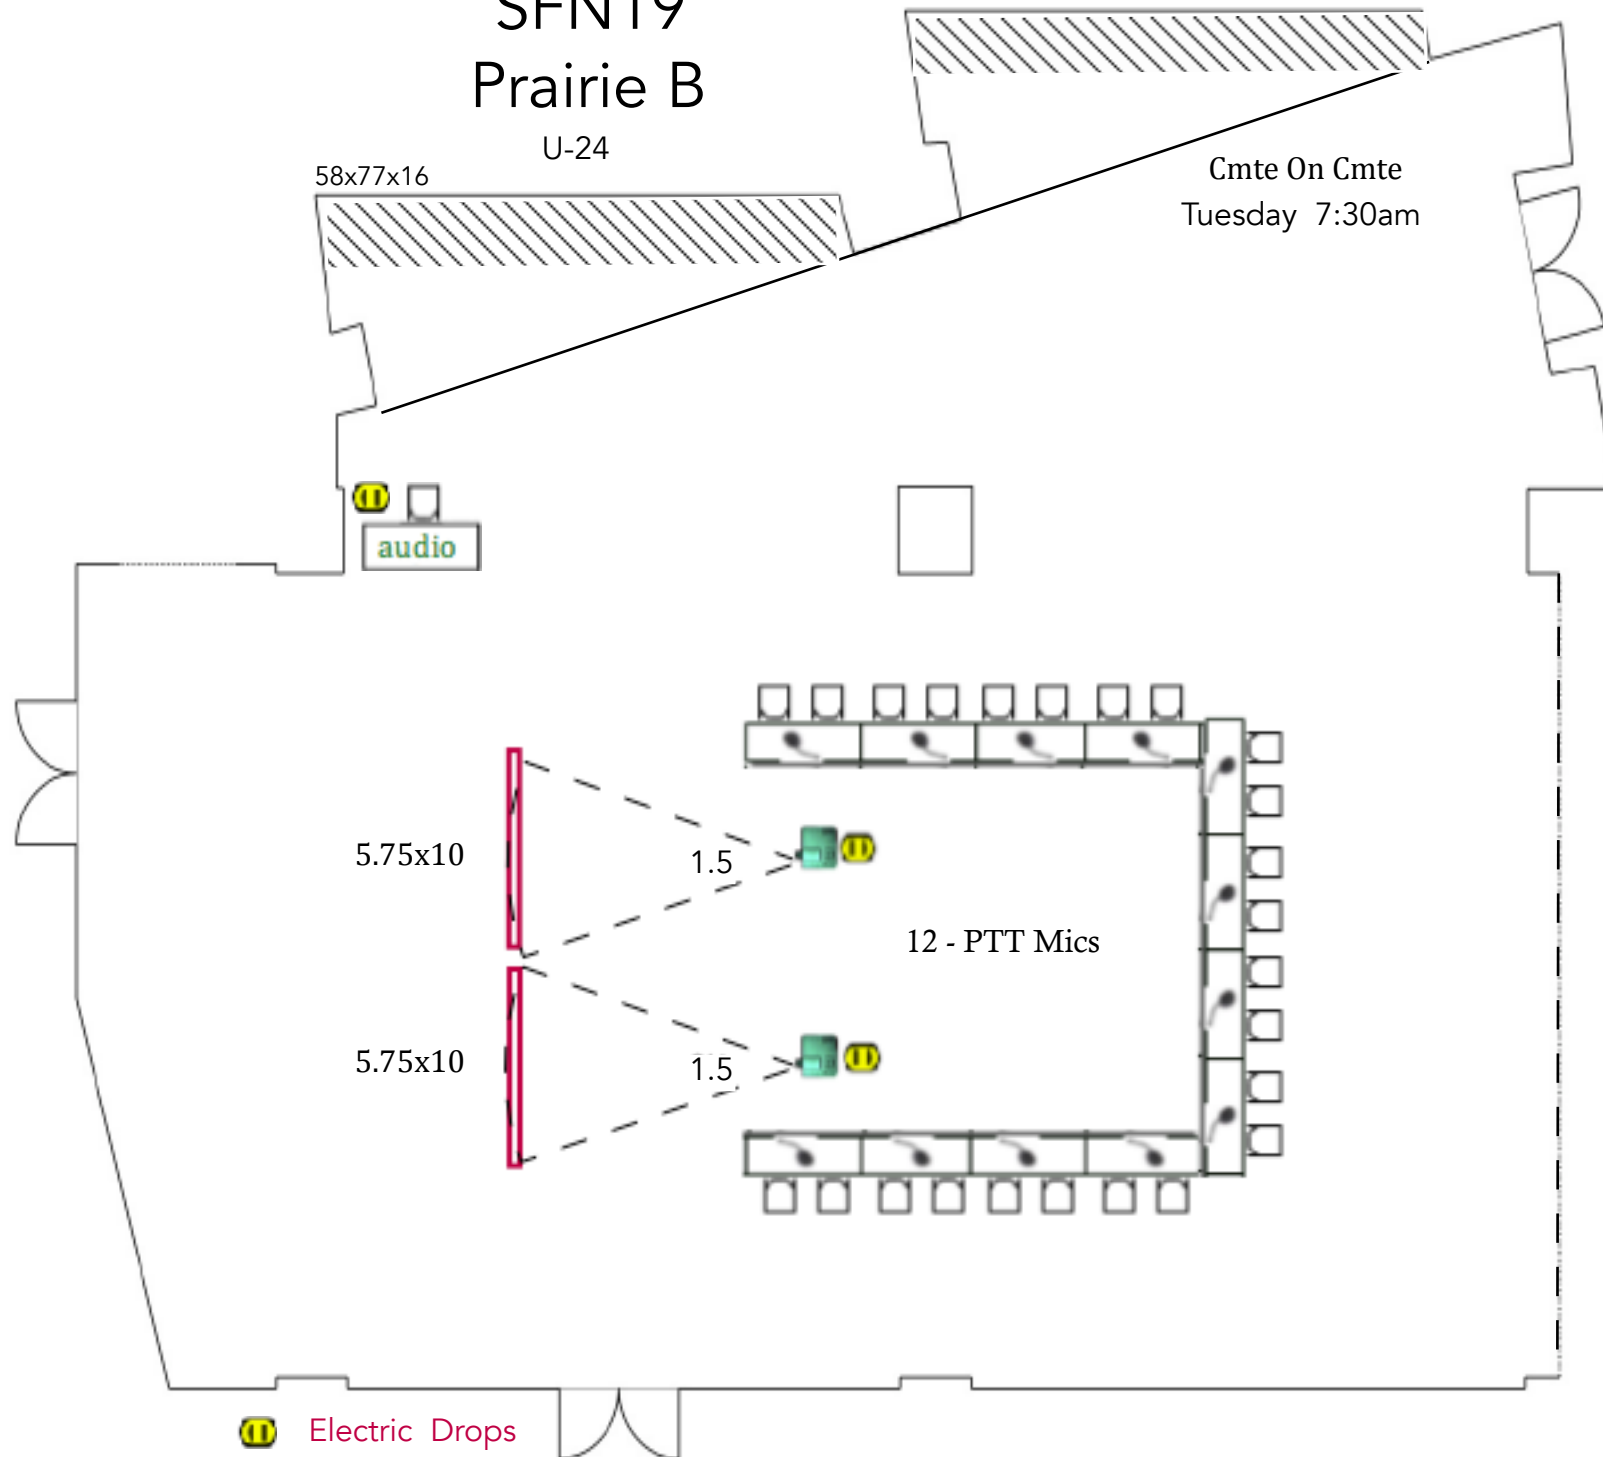 SFN19
Prairie B
U-24
58x77x16
Cmte On Cmte
Tuesday 7:30am
audio
5.75x10
1.5
12 - PTT Mics
5.75x10
1.5
Electric Drops